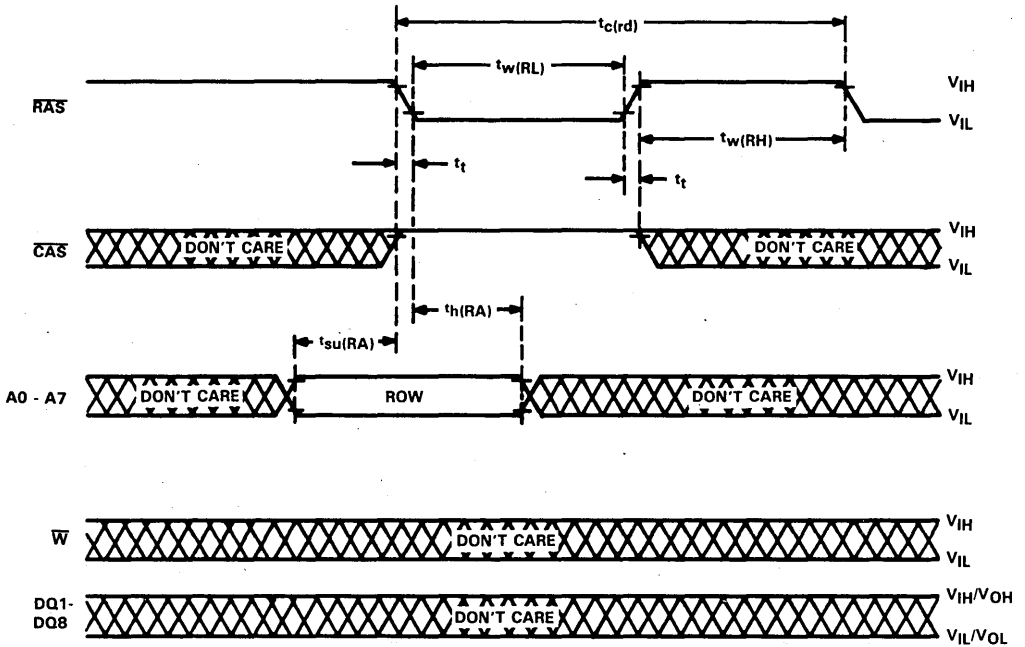 tc(rd)
tw(RL)
RAS
VIH
VIL
tw(RH)
tt
tt
CAS
DON'T CARE
DON'T CARE
VIH
VIL
th(RA)
tsu(RA)
A0 - A7
DON'T CARE
ROW
DON'T CARE
VIH
VIL
W
DON'T CARE
VIH
VIL
DQ1-
DQ8
DON'T CARE
VIH/VOH
VIL/VOL